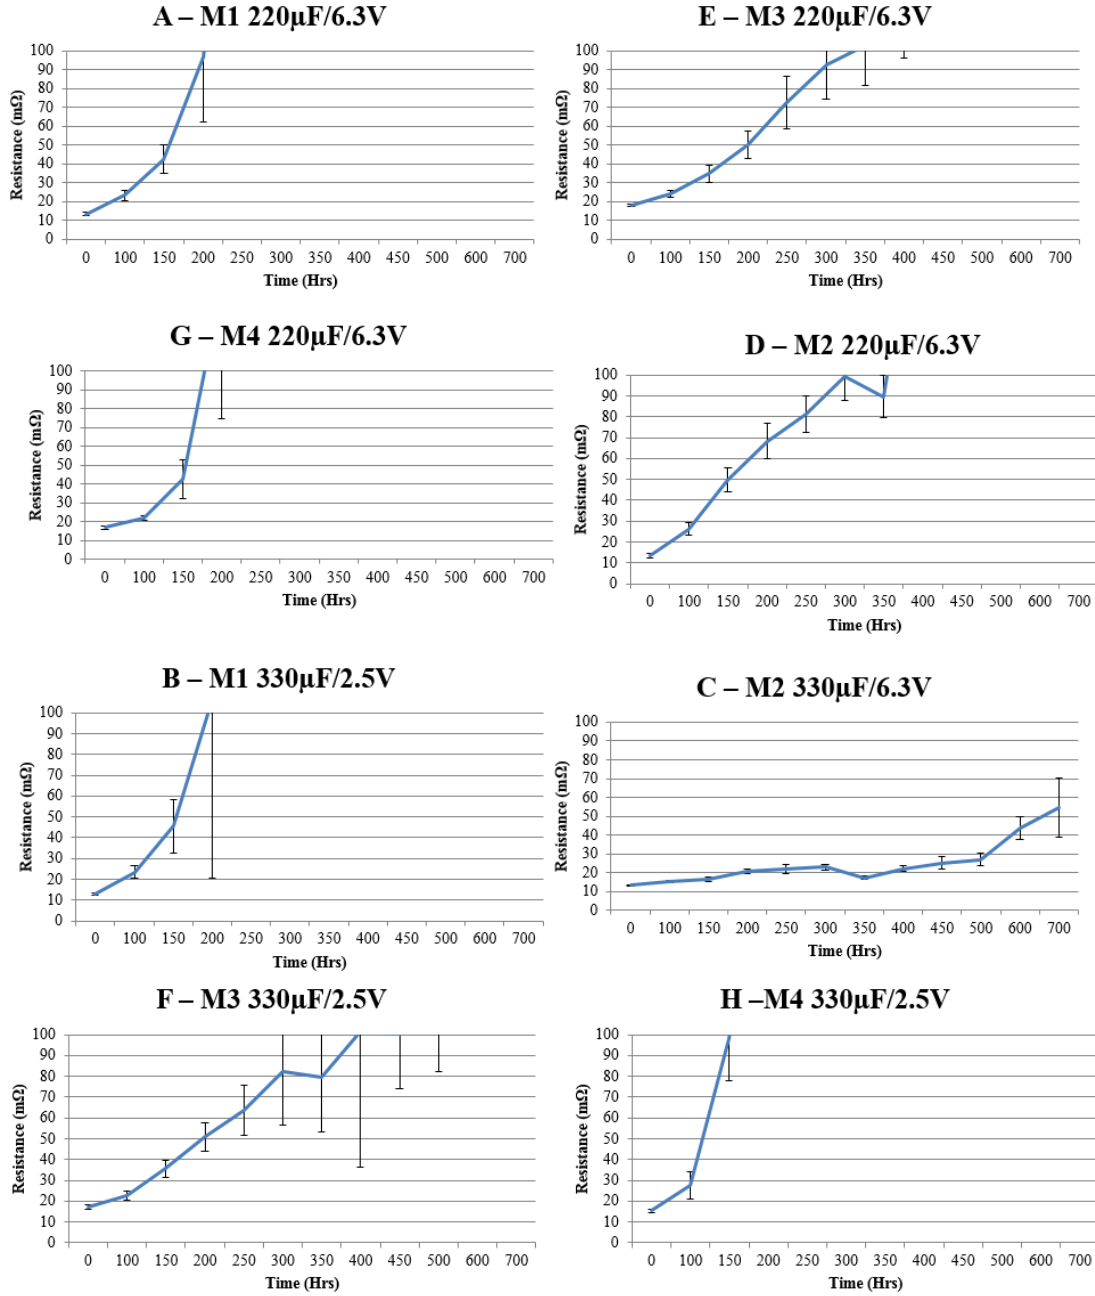 A – M1 220µF/6.3V
Resistance (mΩ)
100
90
80
70
60
50
40
30
20
10
0
0 100 150 200 250 300 350 400 450 500 600 700
Time (Hrs)
E – M3 220µF/6.3V
Resistance (mΩ)
100
90
80
70
60
50
40
30
20
10
0
0 100 150 200 250 300 350 400 450 500 600 700
Time (Hrs)
G – M4 220µF/6.3V
Resistance (mΩ)
100
90
80
70
60
50
40
30
20
10
0
0 100 150 200 250 300 350 400 450 500 600 700
Time (Hrs)
D – M2 220µF/6.3V
Resistance (mΩ)
100
90
80
70
60
50
40
30
20
10
0
0 100 150 200 250 300 350 400 450 500 600 700
Time (Hrs)
B – M1 330µF/2.5V
Resistance (mΩ)
100
90
80
70
60
50
40
30
20
10
0
0 100 150 200 250 300 350 400 450 500 600 700
Time (Hrs)
C – M2 330µF/6.3V
Resistance (mΩ)
100
90
80
70
60
50
40
30
20
10
0
0 100 150 200 250 300 350 400 450 500 600 700
Time (Hrs)
F – M3 330µF/2.5V
Resistance (mΩ)
100
90
80
70
60
50
40
30
20
10
0
0 100 150 200 250 300 350 400 450 500 600 700
Time (Hrs)
H –M4 330µF/2.5V
Resistance (mΩ)
100
90
80
70
60
50
40
30
20
10
0
0 100 150 200 250 300 350 400 450 500 600 700
Time (Hrs)